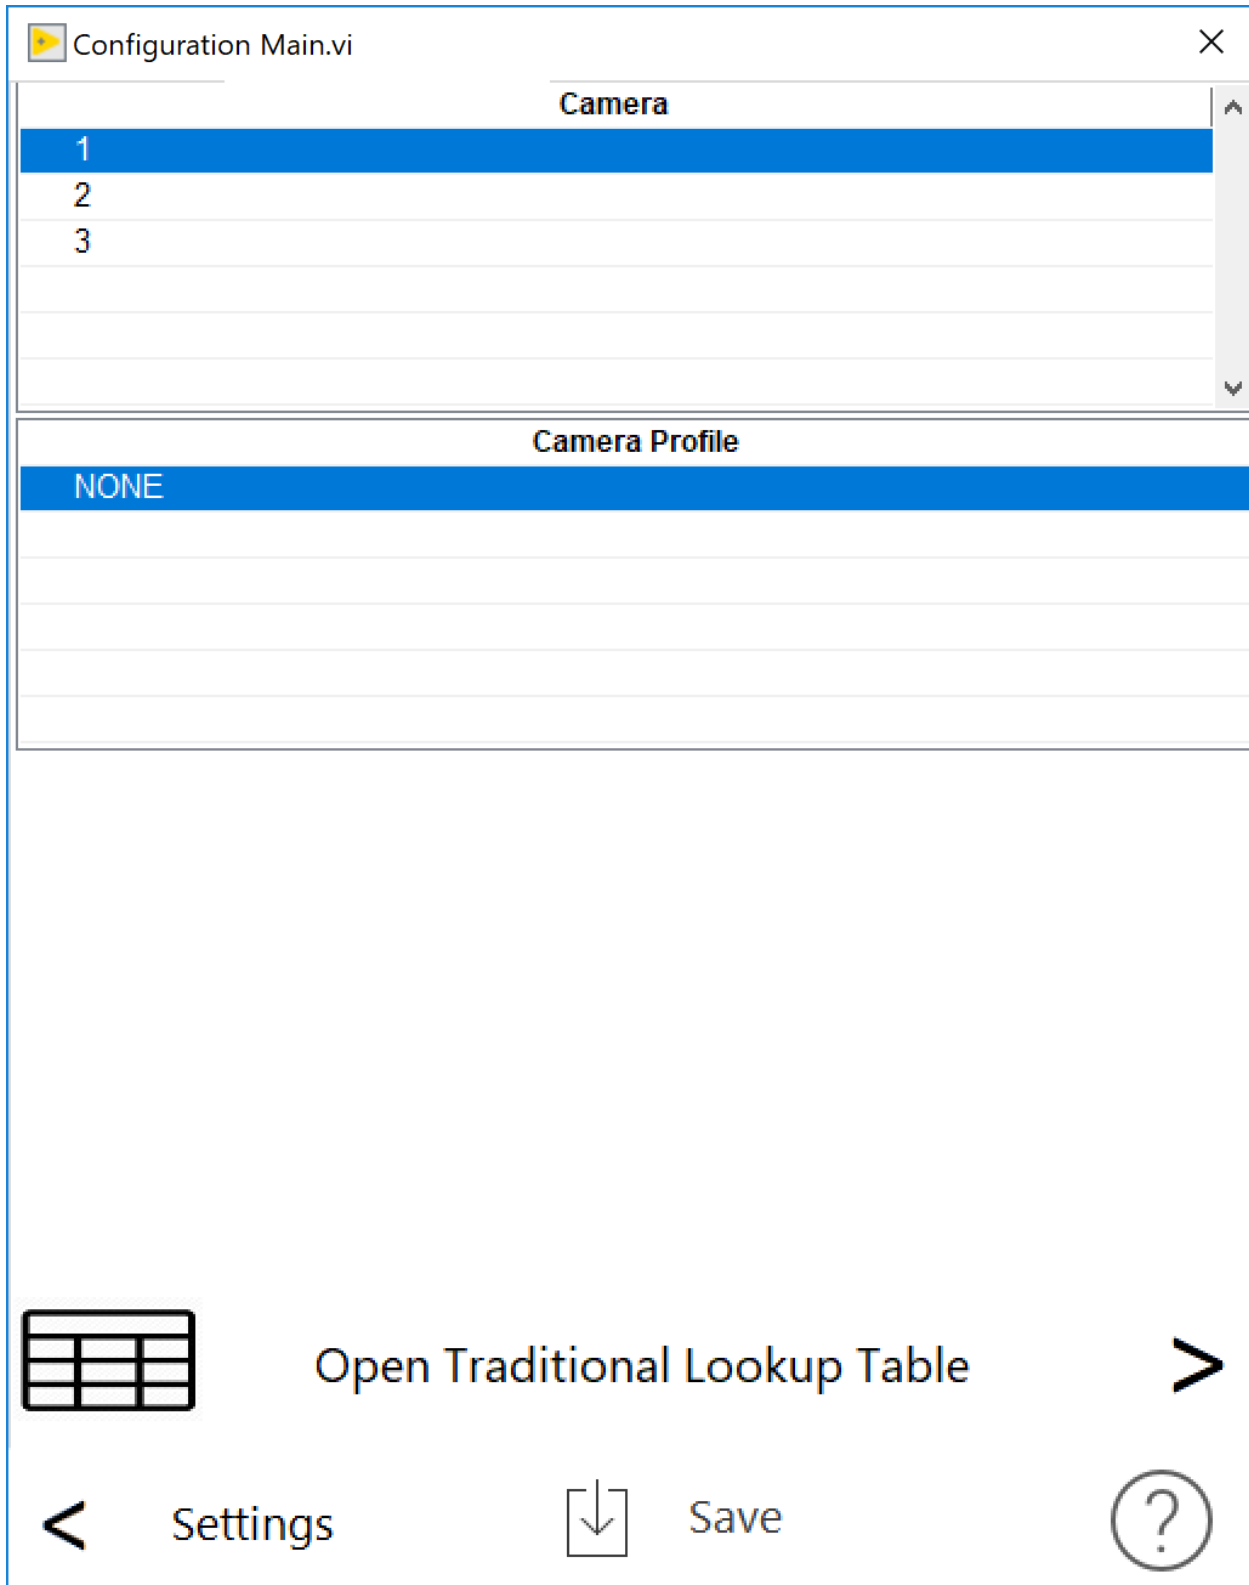 Configuration Main.vi
Camera
1
2
3
Camera Profile
NONE
Open Traditional Lookup Table >
< Settings Save ?